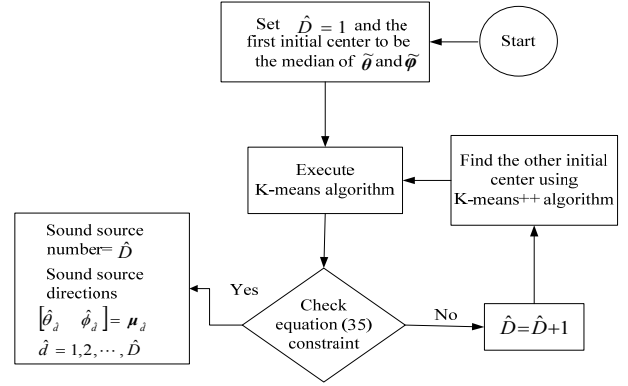 Set D̂ = 1 and the
first initial center to be
the median of θ̃ and φ̃
Start
Execute
K-means algorithm
Find the other initial
center using
K-means++ algorithm
Sound source
number= D̂
Sound source
directions
[θ̂_d̂ ϕ̂_d̂] = μ_d̂
d̂ = 1,2,⋯, D̂
Yes
Check
equation (35)
constraint
No
D̂=D̂+1